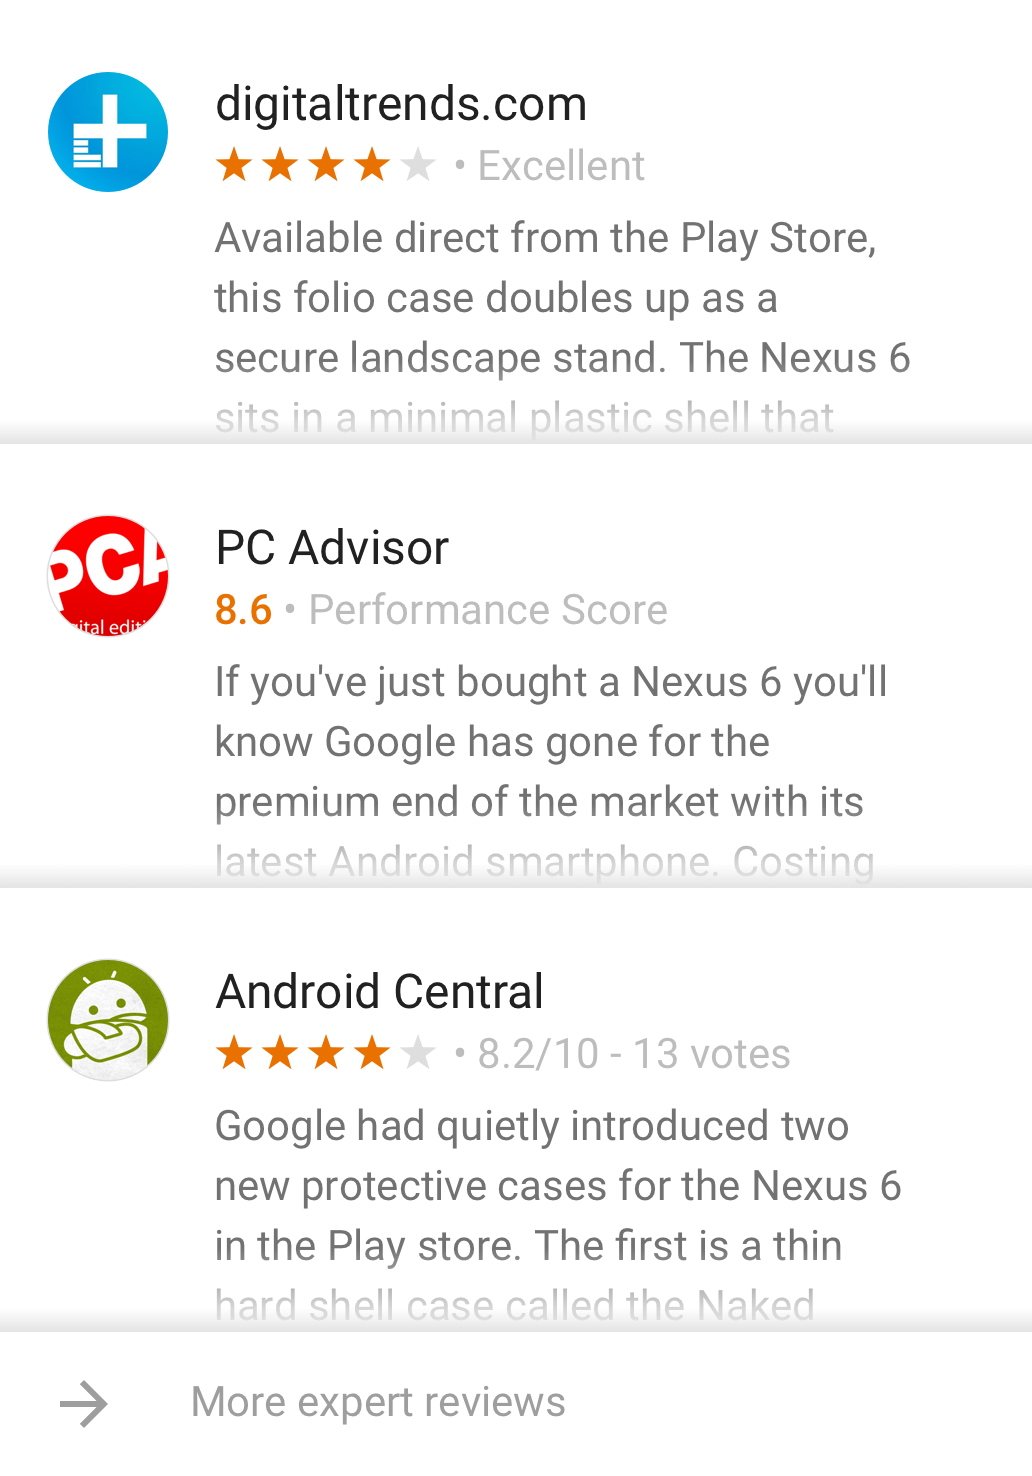 digitaltrends.com
• Excellent
Available direct from the Play Store,
this folio case doubles up as a
secure landscape stand. The Nexus 6
sits in a minimal plastic shell that
PCA
ital editi
PC Advisor
8.6 • Performance Score
If you've just bought a Nexus 6 you'll
know Google has gone for the
premium end of the market with its
latest Android smartphone. Costing
Android Central
• 8.2/10 - 13 votes
Google had quietly introduced two
new protective cases for the Nexus 6
in the Play store. The first is a thin
hard shell case called the Naked
More expert reviews